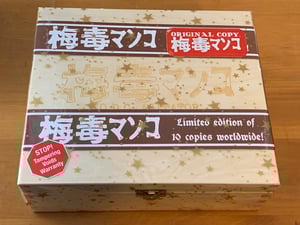 梅毒マンコ
ORIGINAL COPY
梅毒マンコ
梅毒マンコ
梅毒マンコ
Limited edition of
10 copies worldwide!
STOP!
Tampering
Voids
Warranty